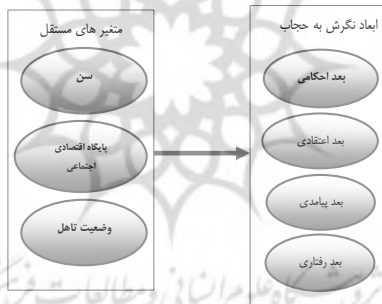 ابعاد نگرش به حجاب
متغیر های مستقل
سن
بعد احکامی
پایگاه اقتصادی
اجتماعی
بعد اعتقادی
وضعیت تاهل
بعد پیامدی
بعد رفتاری